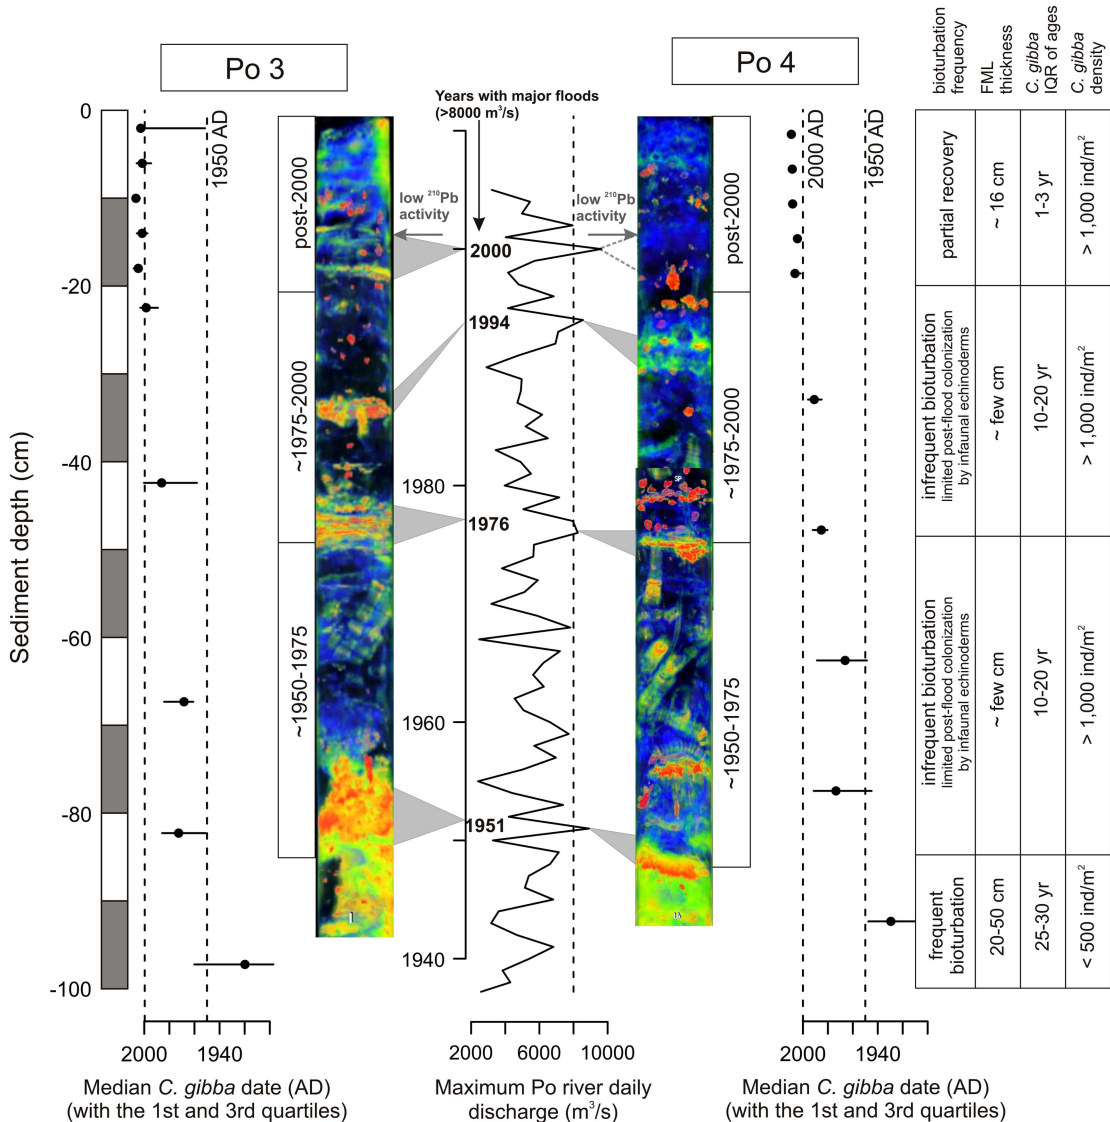 Po 3
Po 4
Years with major floods
(>8000 m³/s)
bioturbation
frequency
FML
thickness
C. gibba
IQR of ages
C. gibba
density
0
-20
-40
-60
-80
-100
Sediment depth (cm)
1950 AD
post-2000
~1975-2000
~1950-1975
low ²¹⁰Pb
activity
low ²¹⁰Pb
activity
2000
1994
1980
1976
1960
1951
1940
SP
post-2000
~1975-2000
~1950-1975
2000 AD
1950 AD
partial recovery
~ 16 cm
1-3 yr
> 1,000 ind/m²
infrequent bioturbation
limited post-flood colonization
by infaunal echinoderms
~ few cm
10-20 yr
> 1,000 ind/m²
infrequent bioturbation
limited post-flood colonization
by infaunal echinoderms
~ few cm
10-20 yr
> 1,000 ind/m²
frequent
bioturbation
20-50 cm
25-30 yr
< 500 ind/m²
2000
1940
Median C. gibba date (AD)
(with the 1st and 3rd quartiles)
2000
6000
10000
Maximum Po river daily
discharge (m³/s)
2000
1940
Median C. gibba date (AD)
(with the 1st and 3rd quartiles)